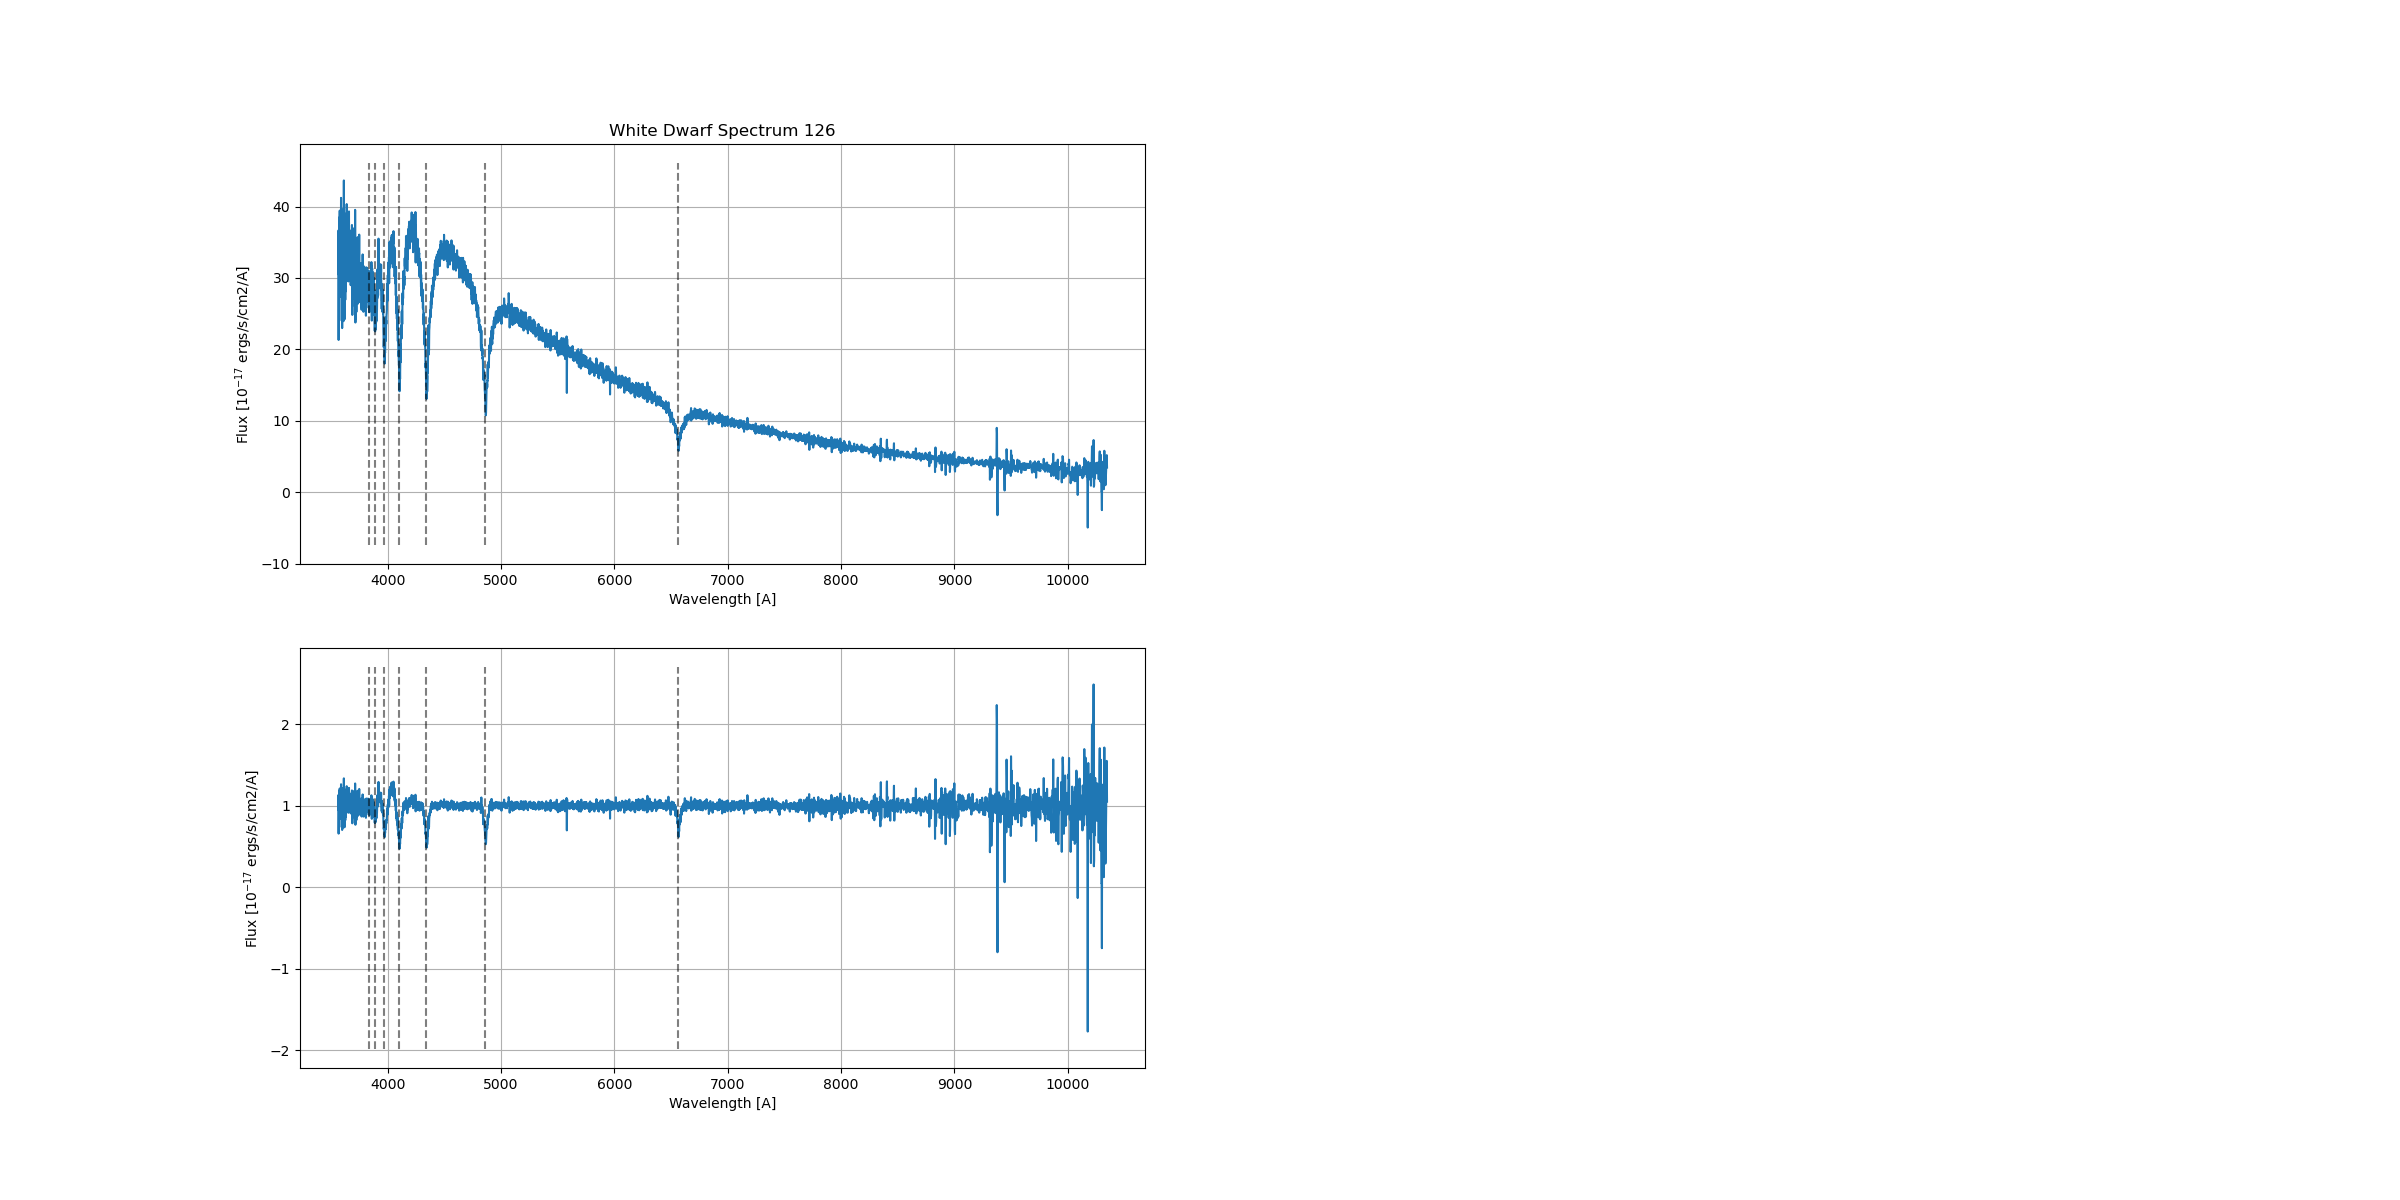 White Dwarf Spectrum 126
Flux [10⁻¹⁷ ergs/s/cm2/A]
40
30
20
10
0
−10
4000 5000 6000 7000 8000 9000 10000
Wavelength [A]
Flux [10⁻¹⁷ ergs/s/cm2/A]
2
1
0
−1
−2
4000 5000 6000 7000 8000 9000 10000
Wavelength [A]